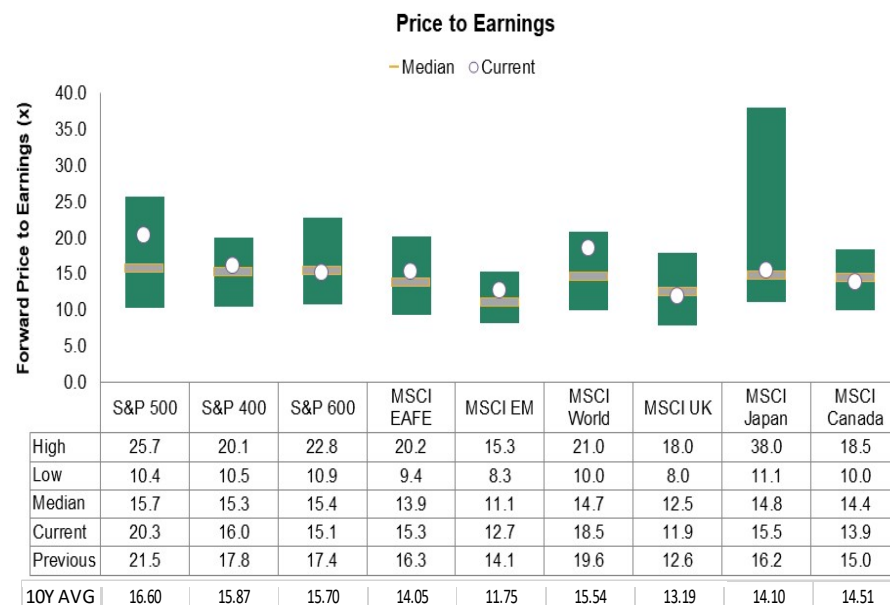 Price to Earnings
Median Current
Forward Price to Earnings (x)
40.0
35.0
30.0
25.0
20.0
15.0
10.0
5.0
0.0
S&P 500 S&P 400 S&P 600 MSCI EAFE MSCI EM MSCI World MSCI UK MSCI Japan MSCI Canada
High 25.7 20.1 22.8 20.2 15.3 21.0 18.0 38.0 18.5
Low 10.4 10.5 10.9 9.4 8.3 10.0 8.0 11.1 10.0
Median 15.7 15.3 15.4 13.9 11.1 14.7 12.5 14.8 14.4
Current 20.3 16.0 15.1 15.3 12.7 18.5 11.9 15.5 13.9
Previous 21.5 17.8 17.4 16.3 14.1 19.6 12.6 16.2 15.0
10Y AVG 16.60 15.87 15.70 14.05 11.75 15.54 13.19 14.10 14.51